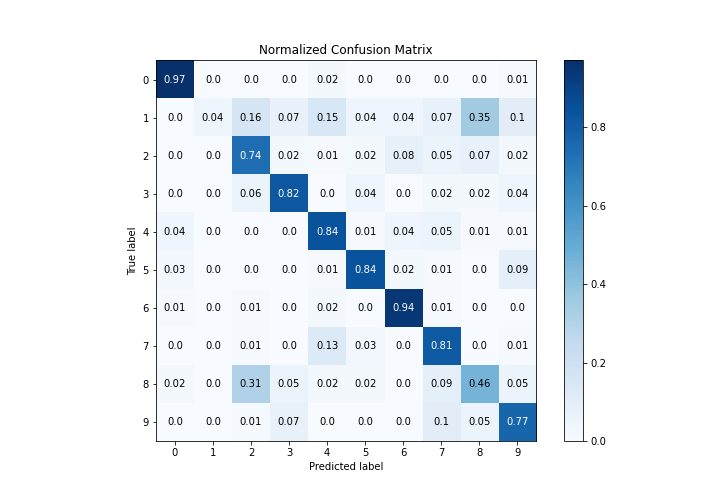 Normalized Confusion Matrix
0 0.97 0.0 0.0 0.0 0.02 0.0 0.0 0.0 0.0 0.01
1 0.0 0.04 0.16 0.07 0.15 0.04 0.04 0.07 0.35 0.1
2 0.0 0.0 0.74 0.02 0.01 0.02 0.08 0.05 0.07 0.02
3 0.0 0.0 0.06 0.82 0.0 0.04 0.0 0.02 0.02 0.04
4 0.04 0.0 0.0 0.0 0.84 0.01 0.04 0.05 0.01 0.01
5 0.03 0.0 0.0 0.0 0.01 0.84 0.02 0.01 0.0 0.09
6 0.01 0.0 0.01 0.0 0.02 0.0 0.94 0.01 0.0 0.0
7 0.0 0.0 0.01 0.0 0.13 0.03 0.0 0.81 0.0 0.01
8 0.02 0.0 0.31 0.05 0.02 0.02 0.0 0.09 0.46 0.05
9 0.0 0.0 0.01 0.07 0.0 0.0 0.0 0.1 0.05 0.77
0 1 2 3 4 5 6 7 8 9
Predicted label
True label
0.8
0.6
0.4
0.2
0.0